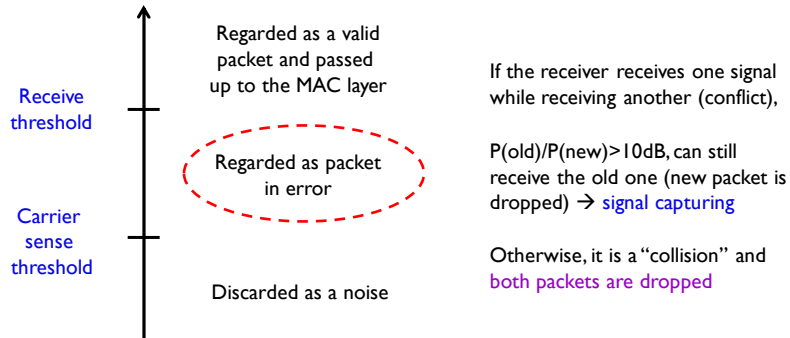 Regarded as a valid
packet and passed
up to the MAC layer
Receive
threshold
Regarded as packet
in error
Carrier
sense
threshold
Discarded as a noise
If the receiver receives one signal
while receiving another (conflict),
P(old)/P(new)>10dB, can still
receive the old one (new packet is
dropped) → signal capturing
Otherwise, it is a “collision” and
both packets are dropped